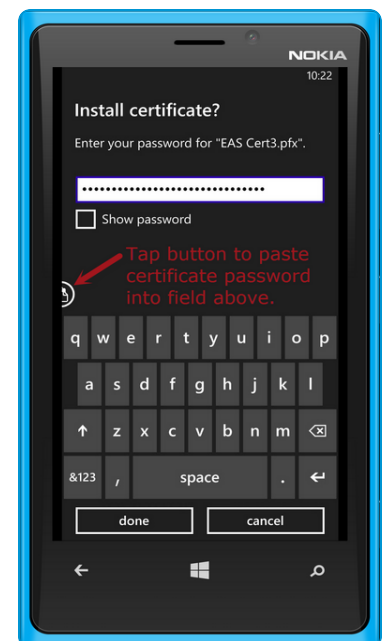 NOKIA
10:22
Install certificate?
Enter your password for "EAS Cert3.pfx".
••••••••••••••••••••••••••••••••
Show password
Tap button to paste
certificate password
into field above.
q w e r t y u i o p
a s d f g h j k l
z x c v b n m
&123 , space .
done cancel